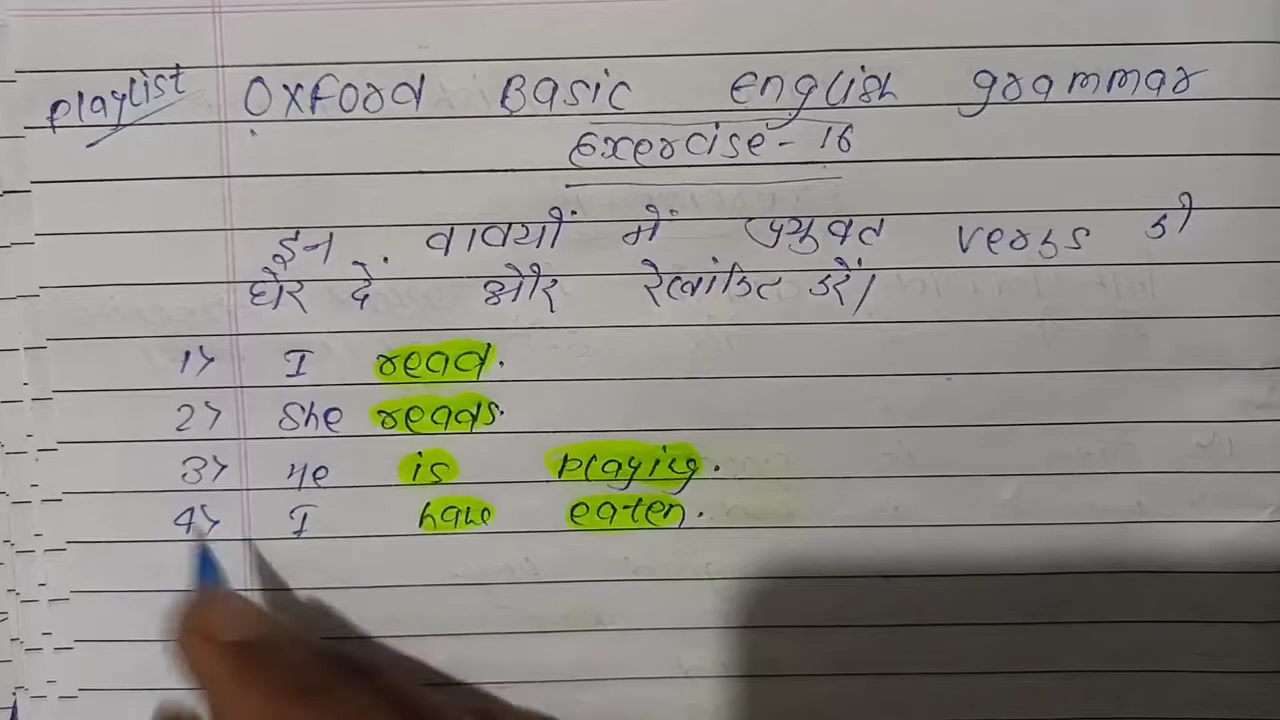 Playlist Oxford Basic English grammar
Exercise - 16
इन वाक्यों में प्रयुक्त verbs को
घेर दें और रेखांकित करें।
1> I read.
2> She reads.
3> He is playing.
4> I have eaten.